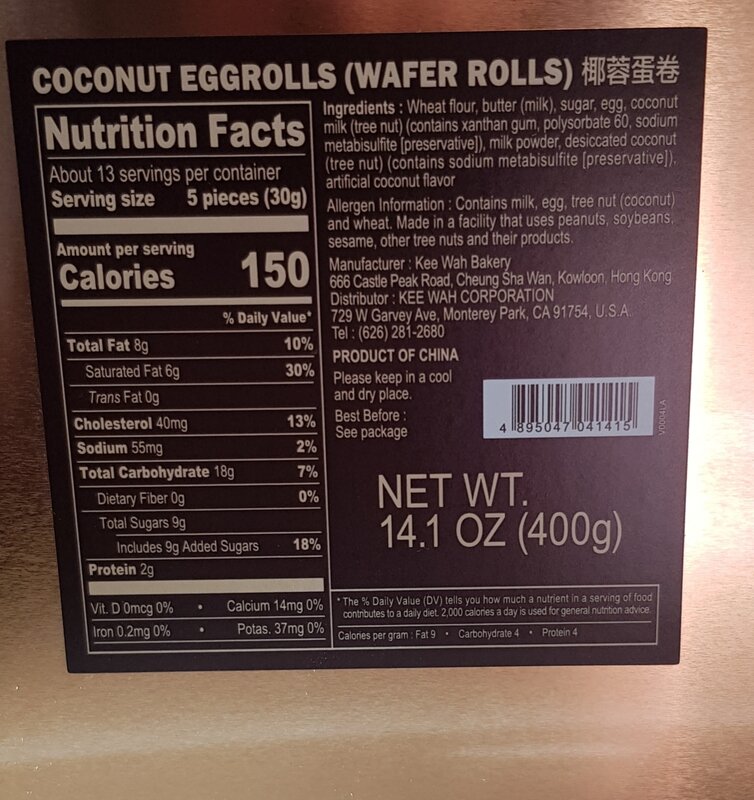 COCONUT EGGROLLS (WAFER ROLLS) 椰蓉蛋卷
Nutrition Facts
About 13 servings per container
Serving size 5 pieces (30g)
Amount per serving
Calories 150
% Daily Value*
Total Fat 8g 10%
Saturated Fat 6g 30%
Trans Fat 0g
Cholesterol 40mg 13%
Sodium 55mg 2%
Total Carbohydrate 18g 7%
Dietary Fiber 0g 0%
Total Sugars 9g
Includes 9g Added Sugars 18%
Protein 2g
Vit. D 0mcg 0% • Calcium 14mg 0%
Iron 0.2mg 0% • Potas. 37mg 0%
Ingredients : Wheat flour, butter (milk), sugar, egg, coconut
milk (tree nut) (contains xanthan gum, polysorbate 60, sodium
metabisulfite [preservative]), milk powder, desiccated coconut
(tree nut) (contains sodium metabisulfite [preservative]),
artificial coconut flavor
Allergen Information : Contains milk, egg, tree nut (coconut)
and wheat. Made in a facility that uses peanuts, soybeans,
sesame, other tree nuts and their products.
Manufacturer : Kee Wah Bakery
666 Castle Peak Road, Cheung Sha Wan, Kowloon, Hong Kong
Distributor : KEE WAH CORPORATION
729 W Garvey Ave, Monterey Park, CA 91754, U.S.A.
Tel : (626) 281-2680
PRODUCT OF CHINA
Please keep in a cool
and dry place.
Best Before :
See package
4 895047 041415
VD0004LA
NET WT.
14.1 OZ (400g)
* The % Daily Value (DV) tells you how much a nutrient in a serving of food
contributes to a daily diet. 2,000 calories a day is used for general nutrition advice.
Calories per gram : Fat 9 • Carbohydrate 4 • Protein 4